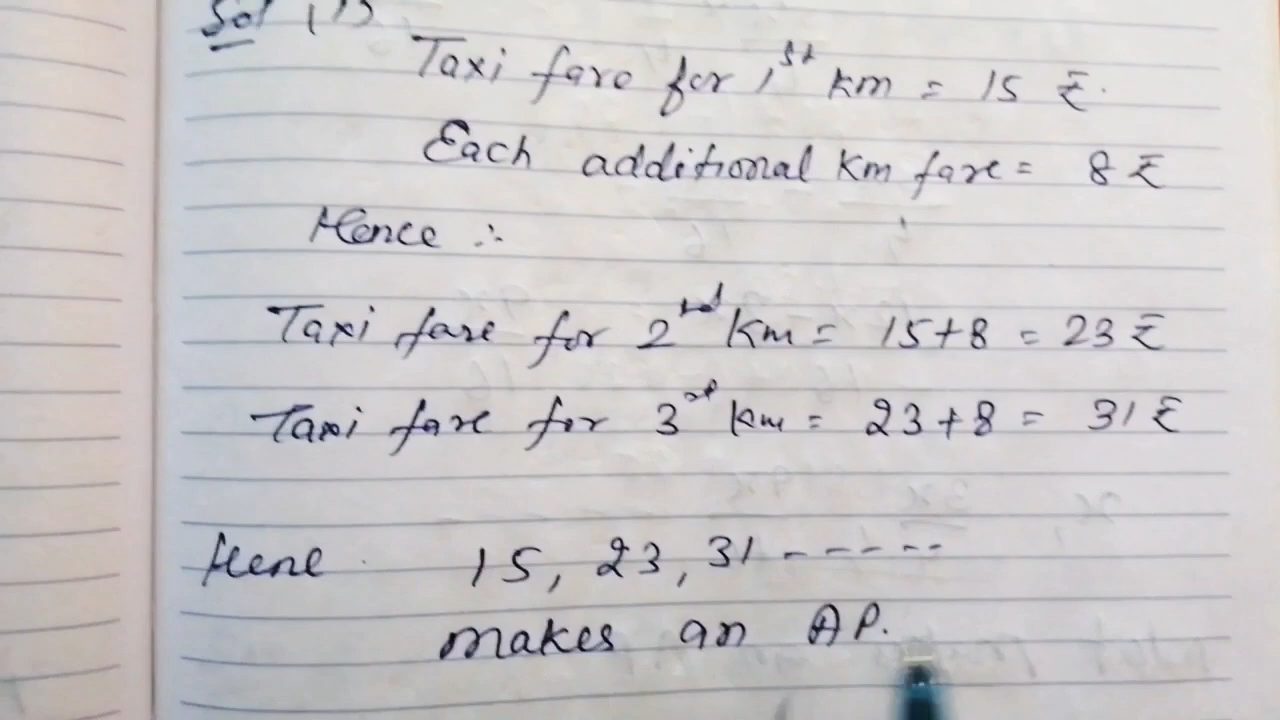 Sol (1)
Taxi fare for 1st km = 15 ₹.
Each additional Km fare = 8 ₹
Hence ∴
Taxi fare for 2nd Km = 15+8 = 23 ₹
Taxi fare for 3rd Km = 23+8 = 31 ₹
Hence 15, 23, 31 ------
makes an AP.